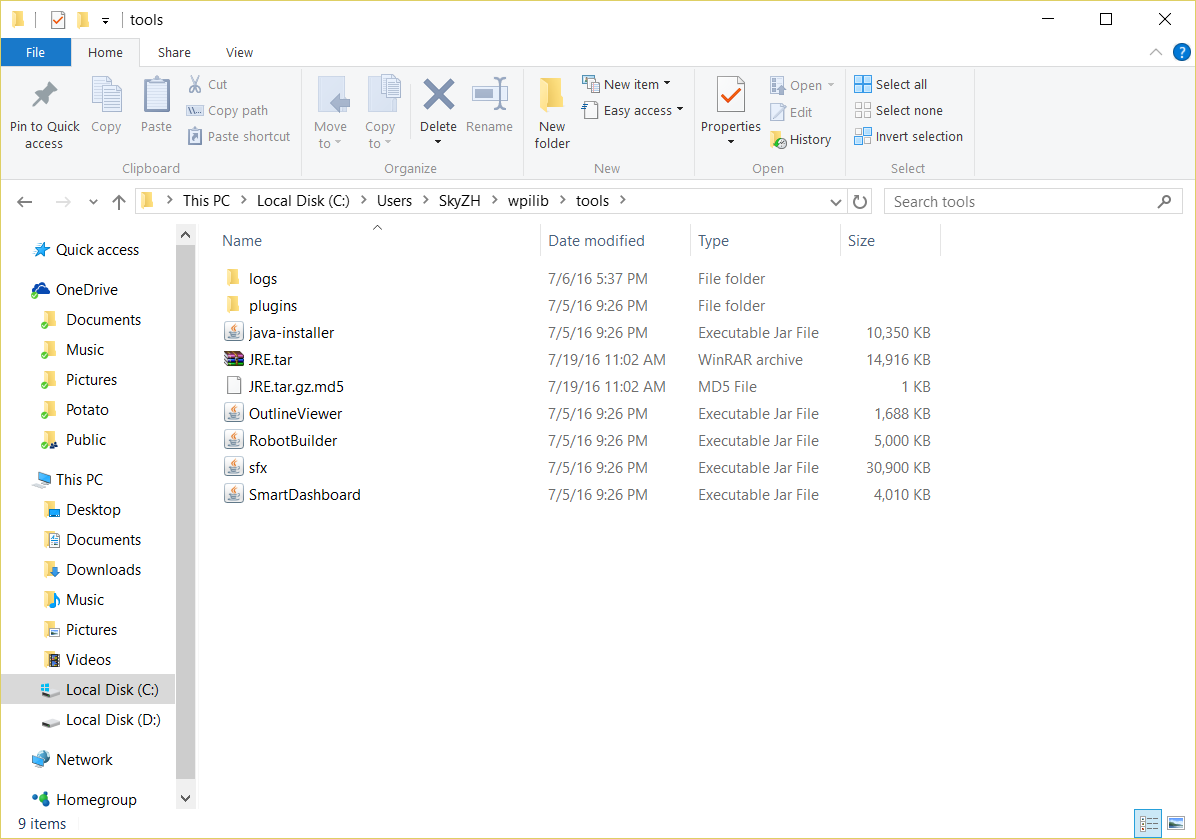 tools
File Home Share View
Pin to Quick access
Copy
Paste
Cut
Copy path
Paste shortcut
Clipboard
Move to
Copy to
Delete
Rename
Organize
New folder
New item
Easy access
New
Properties
Open
Edit
History
Open
Select all
Select none
Invert selection
Select
This PC Local Disk (C:) Users SkyZH wpilib tools
Search tools
Quick access
OneDrive
Documents
Music
Pictures
Potato
Public
This PC
Desktop
Documents
Downloads
Music
Pictures
Videos
Local Disk (C:)
Local Disk (D:)
Network
Homegroup
Name Date modified Type Size
logs 7/6/16 5:37 PM File folder
plugins 7/5/16 9:26 PM File folder
java-installer 7/5/16 9:26 PM Executable Jar File 10,350 KB
JRE.tar 7/19/16 11:02 AM WinRAR archive 14,916 KB
JRE.tar.gz.md5 7/19/16 11:02 AM MD5 File 1 KB
OutlineViewer 7/5/16 9:26 PM Executable Jar File 1,688 KB
RobotBuilder 7/5/16 9:26 PM Executable Jar File 5,000 KB
sfx 7/5/16 9:26 PM Executable Jar File 30,900 KB
SmartDashboard 7/5/16 9:26 PM Executable Jar File 4,010 KB
9 items